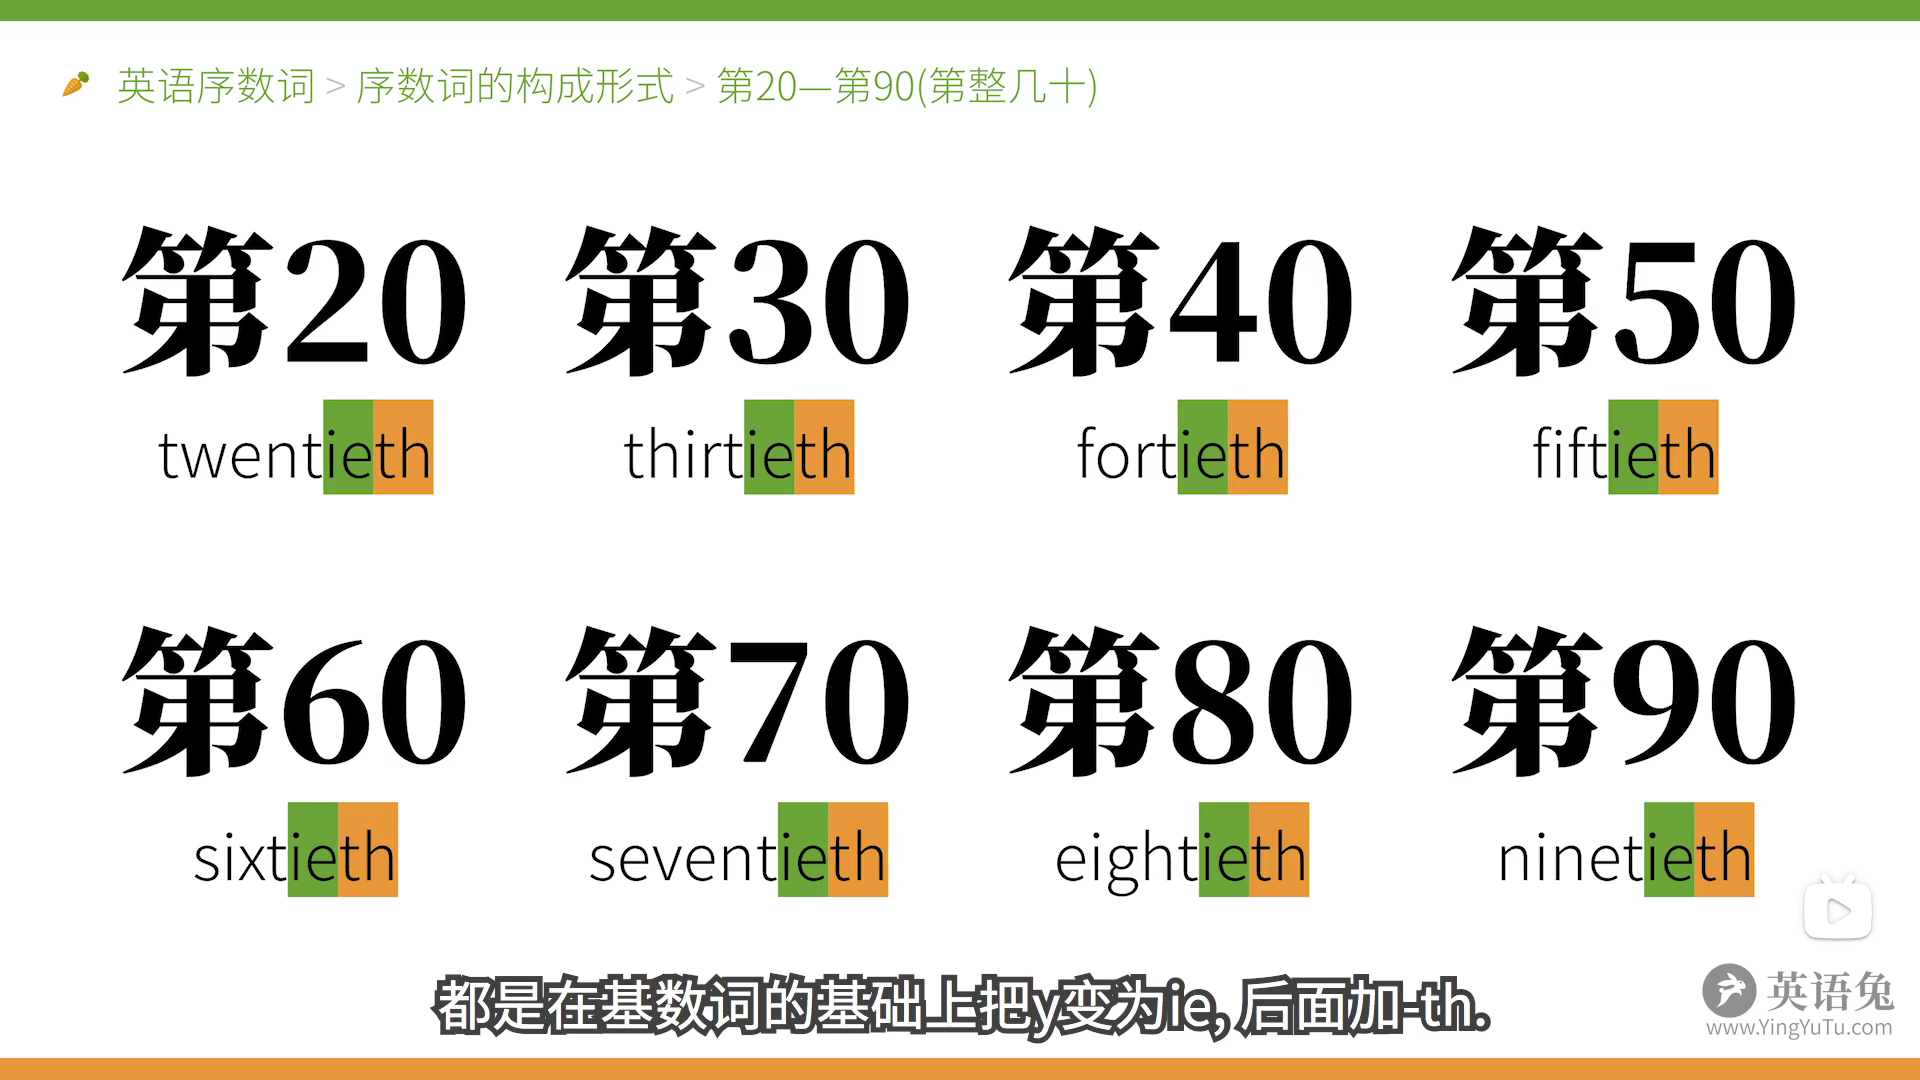 英语序数词 > 序数词的构成形式 > 第20—第90(第整几十)
第20 第30 第40 第50
twentieth thirtieth fortieth fiftieth
第60 第70 第80 第90
sixtieth seventieth eightieth ninetieth
都是在基数词的基础上把y变为ie, 后面加-th.
英语兔
www.YingYuTu.com